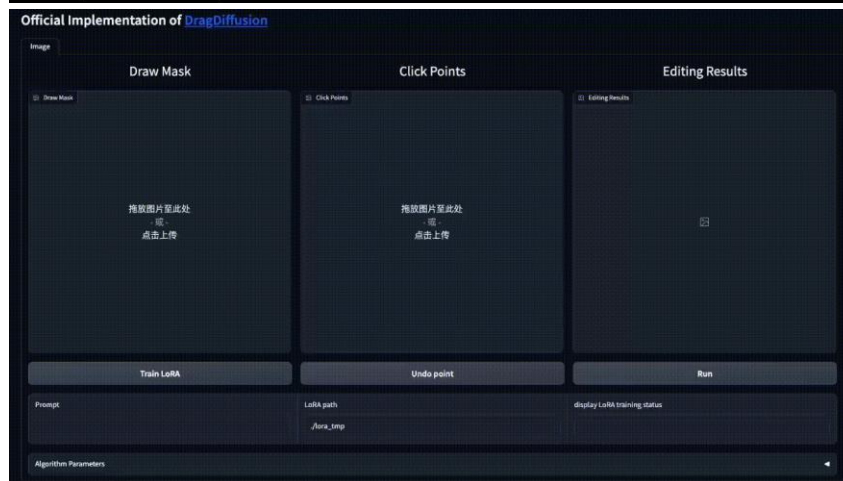 Official Implementation of DragDiffusion
Image
Draw Mask
Click Points
Editing Results
Draw Mask
Click Points
Editing Results
拖放图片至此处
- 或 -
点击上传
拖放图片至此处
- 或 -
点击上传
Train LoRA
Undo point
Run
Prompt
LoRA path
display LoRA training status
./lora_tmp
Algorithm Parameters